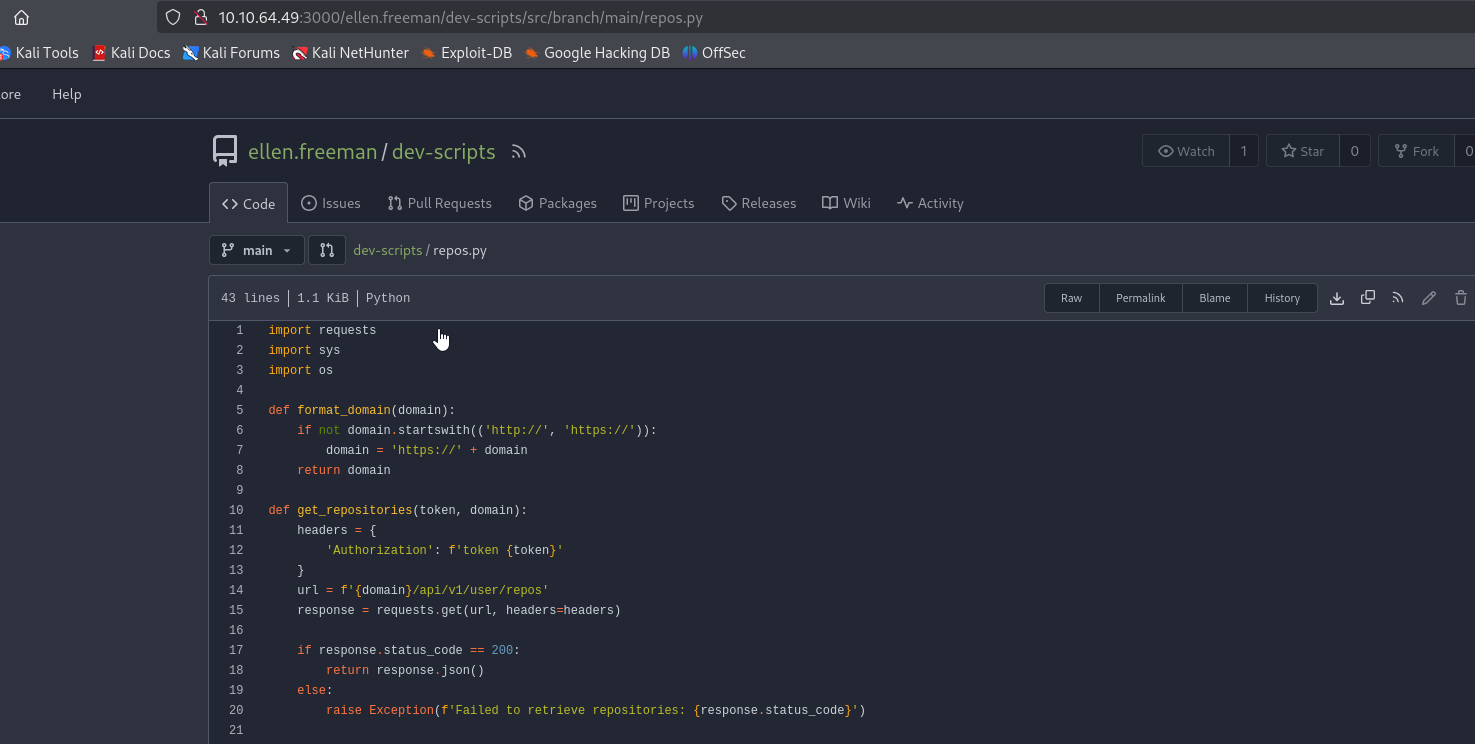 10.10.64.49:3000/ellen.freeman/dev-scripts/src/branch/main/repos.py
Kali Tools Kali Docs Kali Forums Kali NetHunter Exploit-DB Google Hacking DB OffSec
ore Help
ellen.freeman/dev-scripts Watch 1 Star 0 Fork 0
<> Code Issues Pull Requests Packages Projects Releases Wiki Activity
main dev-scripts/repos.py
43 lines | 1.1 KiB | Python Raw Permalink Blame History
1 import requests
2 import sys
3 import os
4
5 def format_domain(domain):
6     if not domain.startswith(('http://', 'https://')):
7         domain = 'https://' + domain
8     return domain
9
10 def get_repositories(token, domain):
11     headers = {
12         'Authorization': f'token {token}'
13     }
14     url = f'{domain}/api/v1/user/repos'
15     response = requests.get(url, headers=headers)
16
17     if response.status_code == 200:
18         return response.json()
19     else:
20         raise Exception(f'Failed to retrieve repositories: {response.status_code}')
21